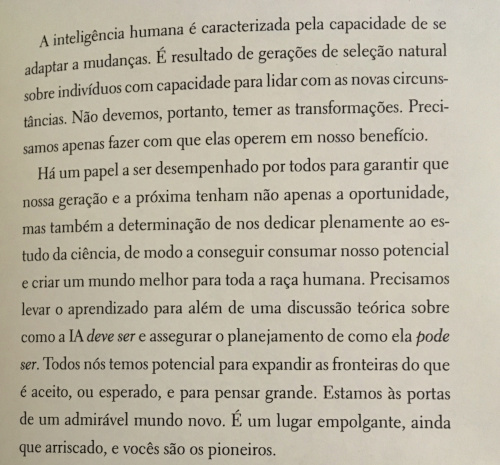 A inteligência humana é caracterizada pela capacidade de se
adaptar a mudanças. É resultado de gerações de seleção natural
sobre indivíduos com capacidade para lidar com as novas circuns-
tâncias. Não devemos, portanto, temer as transformações. Preci-
samos apenas fazer com que elas operem em nosso benefício.
Há um papel a ser desempenhado por todos para garantir que
nossa geração e a próxima tenham não apenas a oportunidade,
mas também a determinação de nos dedicar plenamente ao es-
tudo da ciência, de modo a conseguir consumar nosso potencial
e criar um mundo melhor para toda a raça humana. Precisamos
levar o aprendizado para além de uma discussão teórica sobre
como a IA deve ser e assegurar o planejamento de como ela pode
ser. Todos nós temos potencial para expandir as fronteiras do que
é aceito, ou esperado, e para pensar grande. Estamos às portas
de um admirável mundo novo. É um lugar empolgante, ainda
que arriscado, e vocês são os pioneiros.